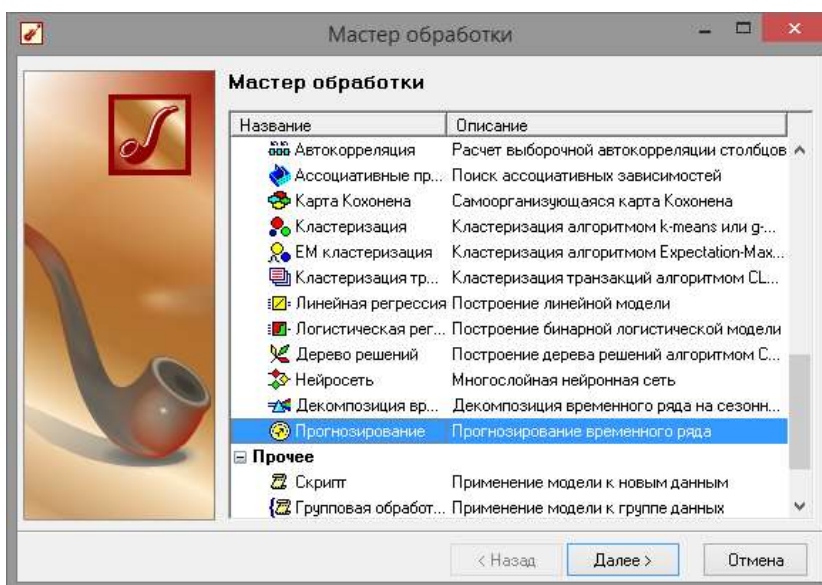 Мастер обработки
Мастер обработки
Название Описание
Автокорреляция Расчет выборочной автокорреляции столбцов
Ассоциативные пр... Поиск ассоциативных зависимостей
Карта Кохонена Самоорганизующаяся карта Кохонена
Кластеризация Кластеризация алгоритмом k-means или g-...
EM кластеризация Кластеризация алгоритмом Expectation-Max...
Кластеризация тр... Кластеризация транзакций алгоритмом CL...
Линейная регрессия Построение линейной модели
Логистическая рег... Построение бинарной логистической модели
Дерево решений Построение дерева решений алгоритмом C...
Нейросеть Многослойная нейронная сеть
Декомпозиция вр... Декомпозиция временного ряда на сезонн...
Прогнозирование Прогнозирование временного ряда
Прочее
Скрипт Применение модели к новым данным
Групповая обработ... Применение модели к группе данных
< Назад Далее > Отмена